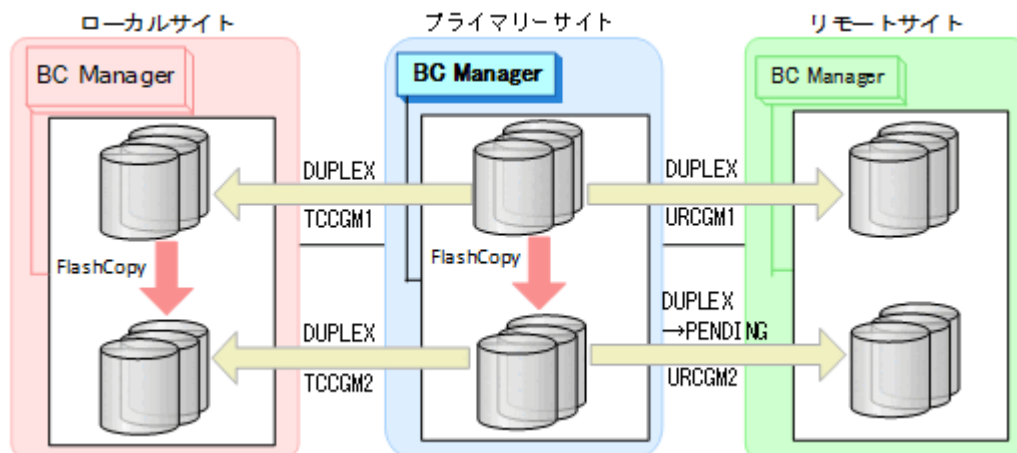 ローカルサイト
プライマリーサイト
リモートサイト
BC Manager
BC Manager
BC Manager
DUPLEX
TCCGM1
DUPLEX
URCGM1
FlashCopy
FlashCopy
DUPLEX
TCCGM2
DUPLEX
→PENDING
URCGM2